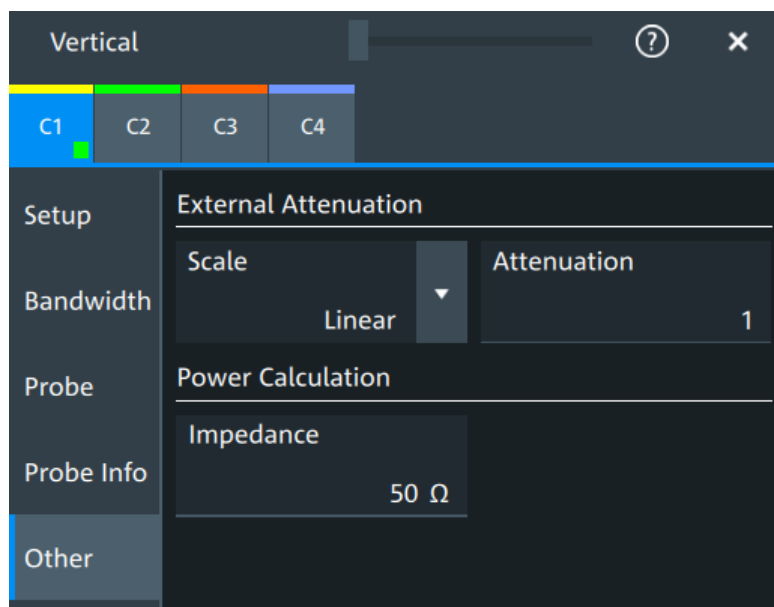 Vertical
?
×
C1
C2
C3
C4
Setup
Bandwidth
Probe
Probe Info
Other
External Attenuation
Scale
Linear
Attenuation
1
Power Calculation
Impedance
50 Ω